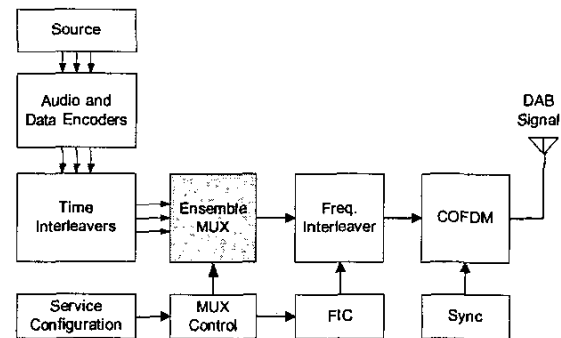 Source
Audio and
Data Encoders
DAB
Signal
Time
Interleavers
Ensemble
MUX
Freq.
Interleaver
COFDM
Service
Configuration
MUX
Control
FIC
Sync